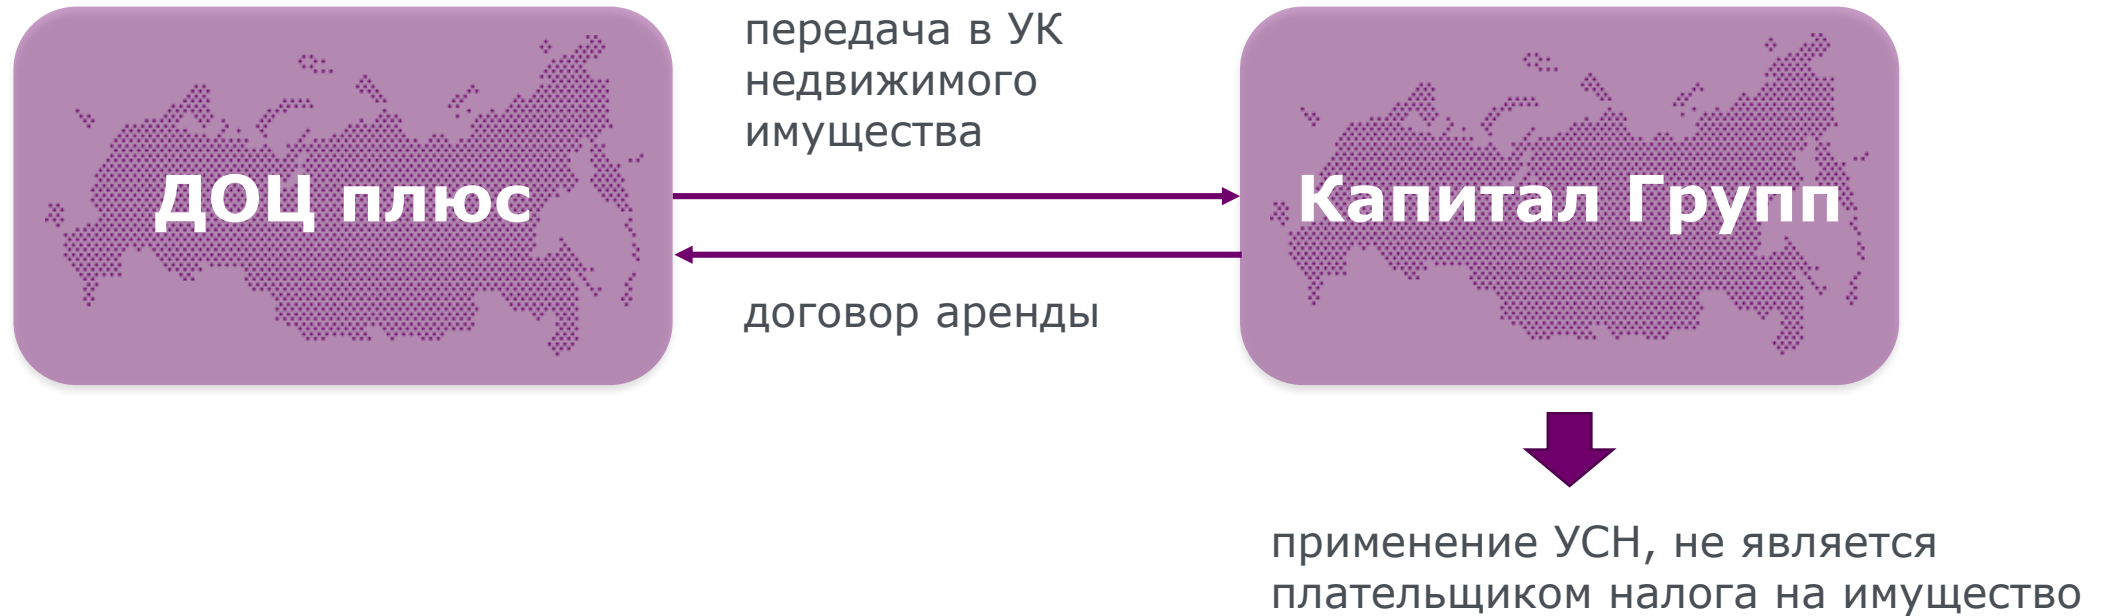 передача в УК
недвижимого
имущества
ДОЦ плюс
Капитал Групп
договор аренды
применение УСН, не является
плательщиком налога на имущество